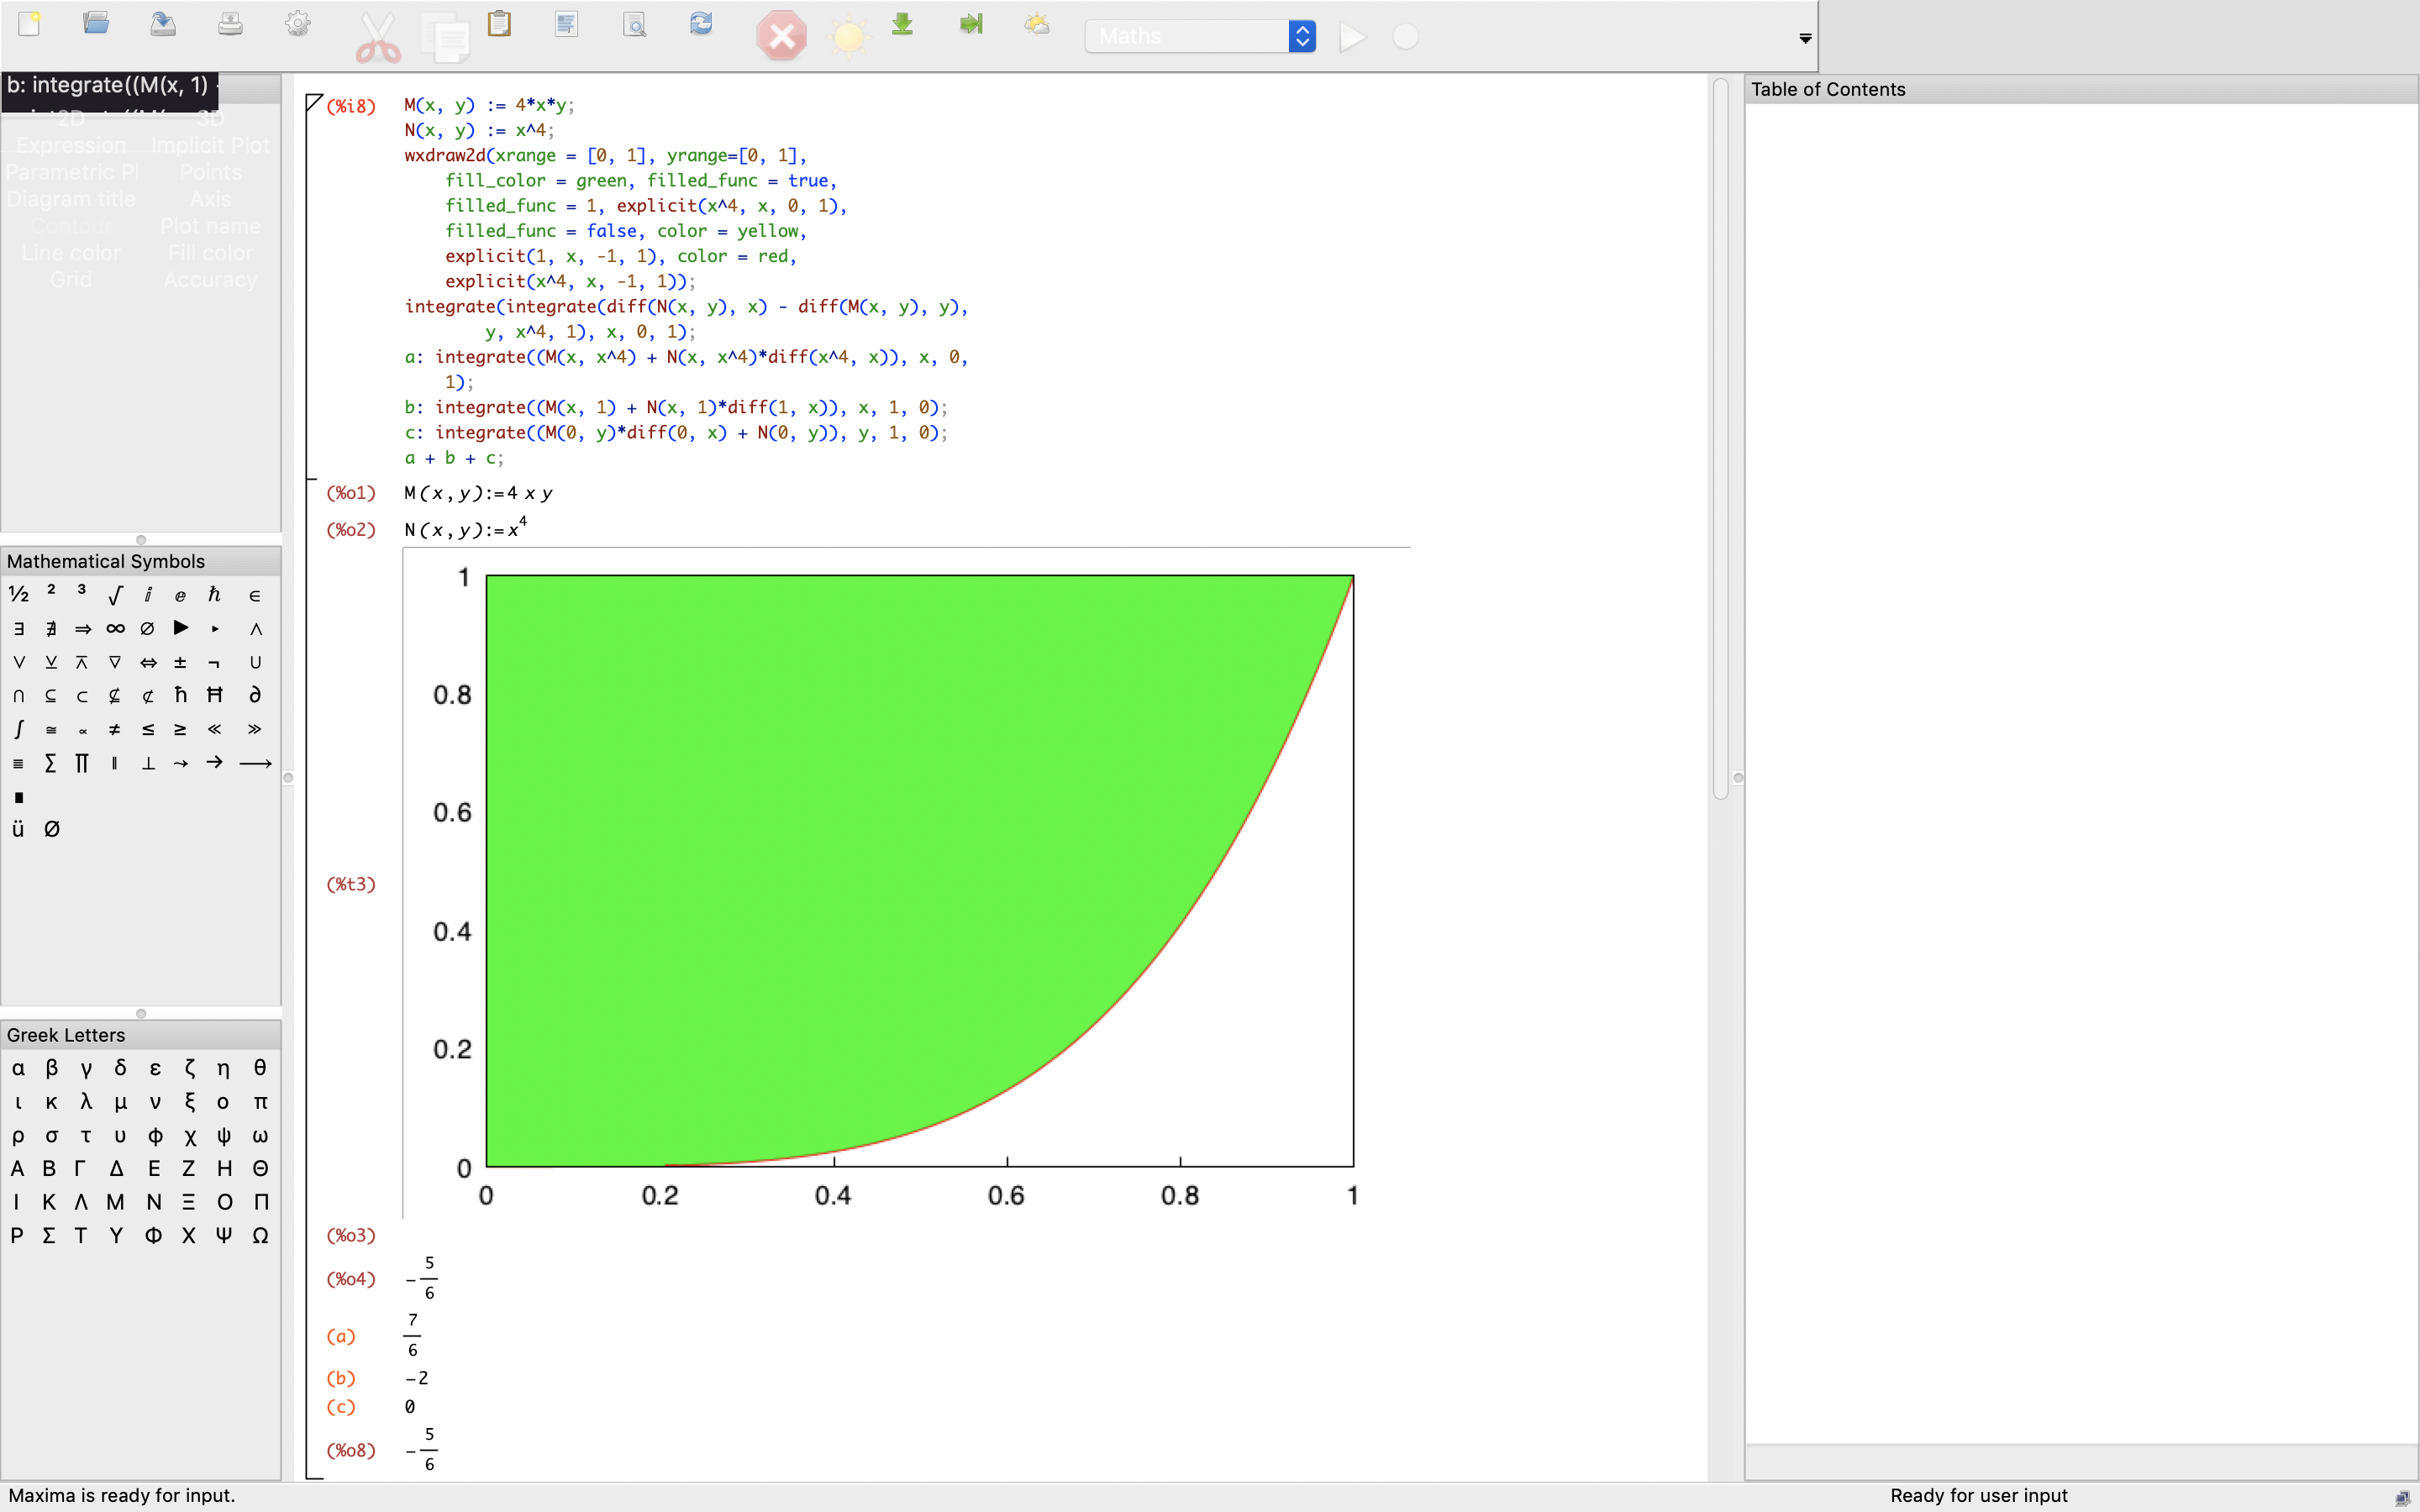 Maths
b: integrate((M(x, 1)
2D 3D
Expression Implicit Plot
Parametric Pl Points
Diagram title Axis
Contour Plot name
Line color Fill color
Grid Accuracy
Mathematical Symbols
½ ² ³ √ ⅈ ⅇ ℏ ∈
∃ ∄ ⇒ ∞ ∅ ▶ ‣ ∧
∨ ⊻ ⊼ ⊽ ⇔ ± ¬ ∪
∩ ⊆ ⊂ ⊈ ⊄ ħ Ħ ∂
∫ ≅ ∝ ≠ ≤ ≥ ≪ ≫
≣ ∑ ∏ ∥ ⟂ ⇝ → ⟶
∎
ü Ø
Greek Letters
α β γ δ ε ζ η θ
ι κ λ μ ν ξ ο π
ρ σ τ υ φ χ ψ ω
Α Β Γ Δ Ε Ζ Η Θ
Ι Κ Λ Μ Ν Ξ Ο Π
Ρ Σ Τ Υ Φ Χ Ψ Ω
(%i8) M(x, y) := 4*x*y;
N(x, y) := x^4;
wxdraw2d(xrange = [0, 1], yrange=[0, 1],
fill_color = green, filled_func = true,
filled_func = 1, explicit(x^4, x, 0, 1),
filled_func = false, color = yellow,
explicit(1, x, -1, 1), color = red,
explicit(x^4, x, -1, 1));
integrate(integrate(diff(N(x, y), x) - diff(M(x, y), y),
y, x^4, 1), x, 0, 1);
a: integrate((M(x, x^4) + N(x, x^4)*diff(x^4, x)), x, 0,
1);
b: integrate((M(x, 1) + N(x, 1)*diff(1, x)), x, 1, 0);
c: integrate((M(0, y)*diff(0, x) + N(0, y)), y, 1, 0);
a + b + c;
(%o1) M(x,y):=4 x y
(%o2) N(x,y):=x⁴
(%t3)
1
0.8
0.6
0.4
0.2
0
0 0.2 0.4 0.6 0.8 1
(%o3)
(%o4) −5/6
(a) 7/6
(b) −2
(c) 0
(%o8) −5/6
Table of Contents
Maxima is ready for input.
Ready for user input